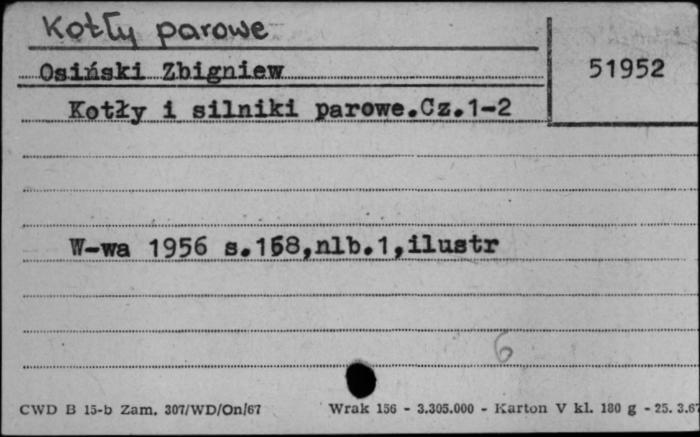 Kotły parowe
Osiński Zbigniew
51952
Kotły i silniki parowe.Cz.1-2
W-wa 1956 s.168,nlb.1,ilustr
6
CWD B 15-b Zam. 307/WD/On/67 Wrak 156 - 3.305.000 - Karton V kl. 180 g - 25. 3.67